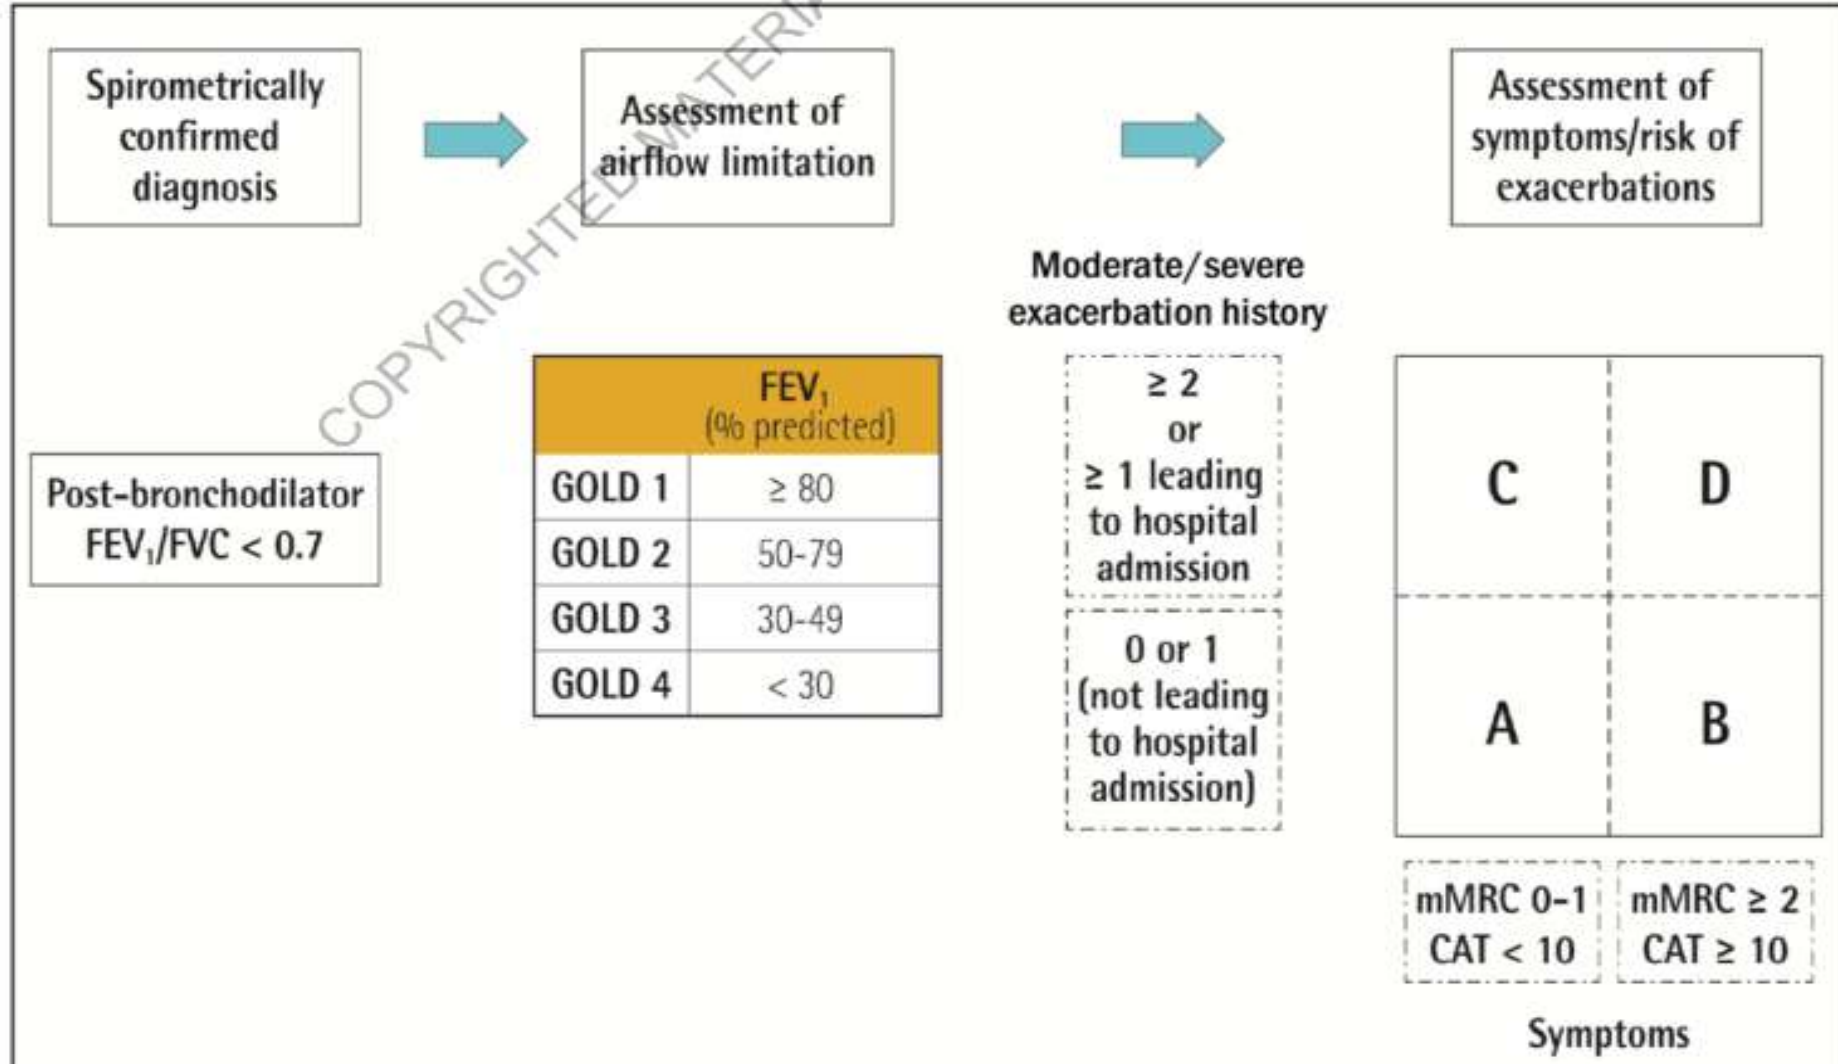 Spirometrically
confirmed
diagnosis
Assessment of
airflow limitation
Assessment of
symptoms/risk of
exacerbations
COPYRIGHTED MATERIA
Post-bronchodilator
FEV₁/FVC < 0.7
FEV₁
(% predicted)
GOLD 1 ≥ 80
GOLD 2 50-79
GOLD 3 30-49
GOLD 4 < 30
Moderate/severe
exacerbation history
≥ 2
or
≥ 1 leading
to hospital
admission
0 or 1
(not leading
to hospital
admission)
C D
A B
mMRC 0-1 mMRC ≥ 2
CAT < 10 CAT ≥ 10
Symptoms